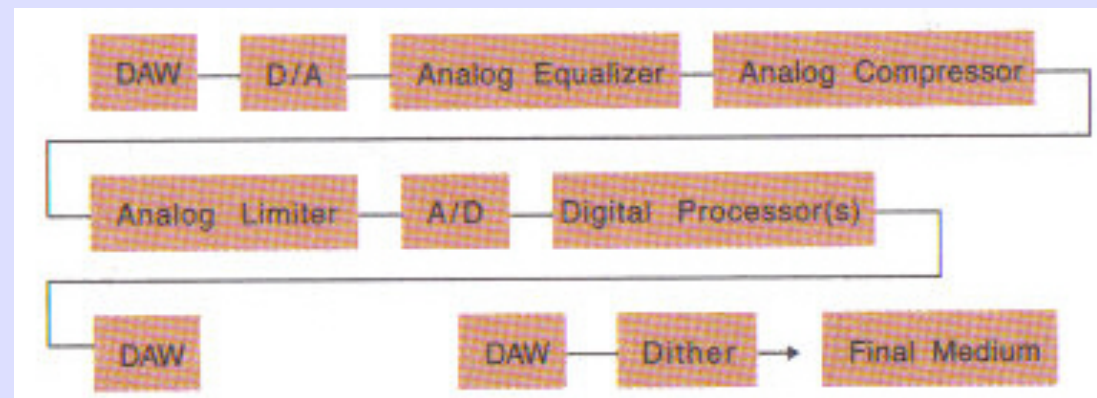 DAW D/A Analog Equalizer Analog Compressor
Analog Limiter A/D Digital Processor(s)
DAW DAW Dither Final Medium